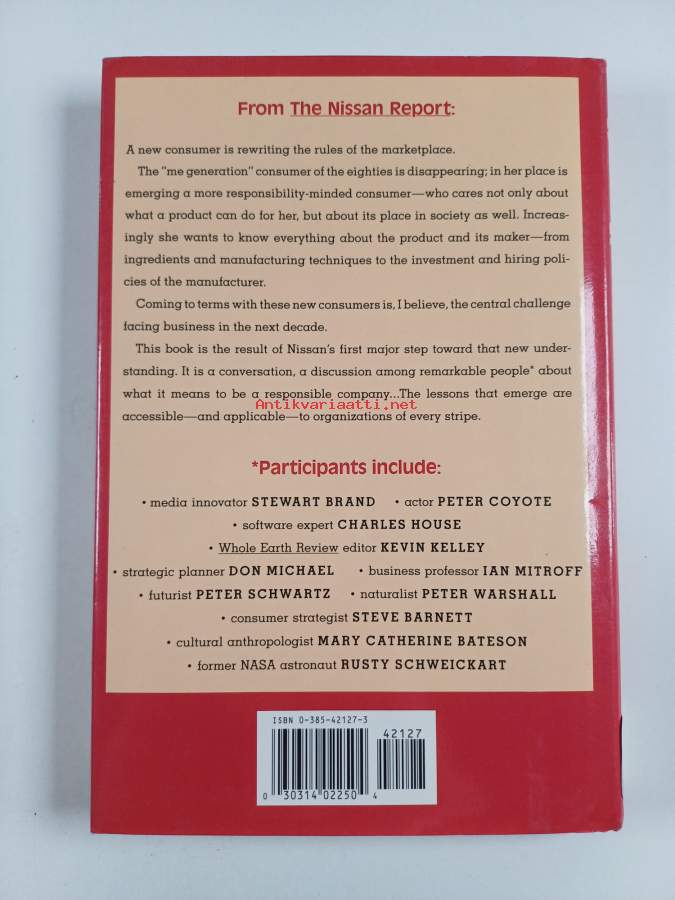 From The Nissan Report:
A new consumer is rewriting the rules of the marketplace.
The "me generation" consumer of the eighties is disappearing; in her place is
emerging a more responsibility-minded consumer—who cares not only about
what a product can do for her, but about its place in society as well. Increas-
ingly she wants to know everything about the product and its maker—from
ingredients and manufacturing techniques to the investment and hiring poli-
cies of the manufacturer.
Coming to terms with these new consumers is, I believe, the central challenge
facing business in the next decade.
This book is the result of Nissan's first major step toward that new under-
standing. It is a conversation, a discussion among remarkable people* about
what it means to be a responsible company...The lessons that emerge are
Antikvariaatti.net
accessible—and applicable—to organizations of every stripe.
*Participants include:
• media innovator STEWART BRAND • actor PETER COYOTE
• software expert CHARLES HOUSE
• Whole Earth Review editor KEVIN KELLEY
• strategic planner DON MICHAEL • business professor IAN MITROFF
• futurist PETER SCHWARTZ • naturalist PETER WARSHALL
• consumer strategist STEVE BARNETT
• cultural anthropologist MARY CATHERINE BATESON
• former NASA astronaut RUSTY SCHWEICKART
ISBN 0-385-42127-3
42127
0 30314 02250 4